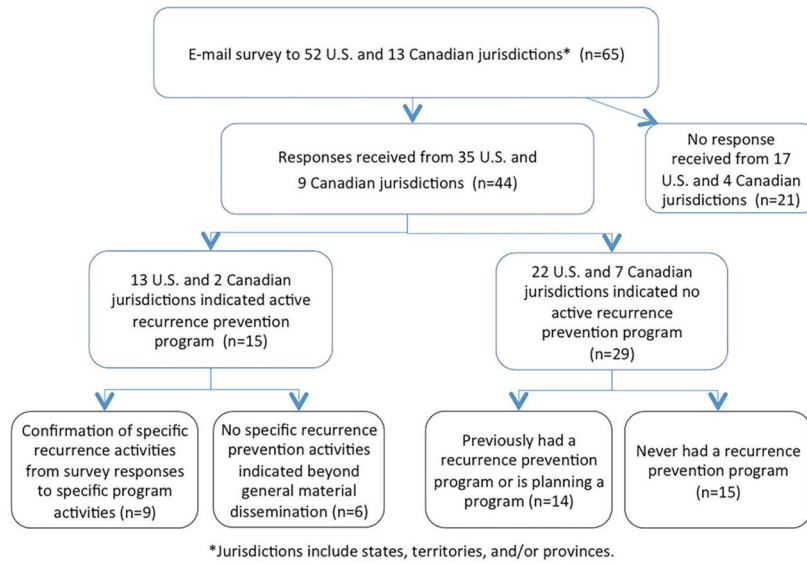 E-mail survey to 52 U.S. and 13 Canadian jurisdictions* (n=65)
Responses received from 35 U.S. and
9 Canadian jurisdictions (n=44)
No response
received from 17
U.S. and 4 Canadian
jurisdictions (n=21)
13 U.S. and 2 Canadian
jurisdictions indicated active
recurrence prevention
program (n=15)
22 U.S. and 7 Canadian
jurisdictions indicated no
active recurrence
prevention program
(n=29)
Confirmation of specific
recurrence activities
from survey responses
to specific program
activities (n=9)
No specific recurrence
prevention activities
indicated beyond
general material
dissemination (n=6)
Previously had a
recurrence prevention
program or is planning a
program (n=14)
Never had a recurrence
prevention program
(n=15)
*Jurisdictions include states, territories, and/or provinces.